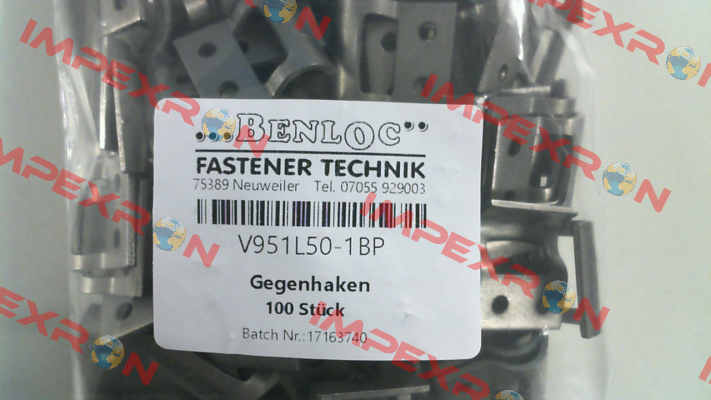 "BENLOC"
FASTENER TECHNIK
75389 Neuweiler Tel. 07055 929003
V951L50-1BP
Gegenhaken
100 Stück
Batch Nr.:17163740
IMPEXRON
IMPEXRON
IMPEXRON
IMPEXRON
IMPEXRON
IMPEXRON